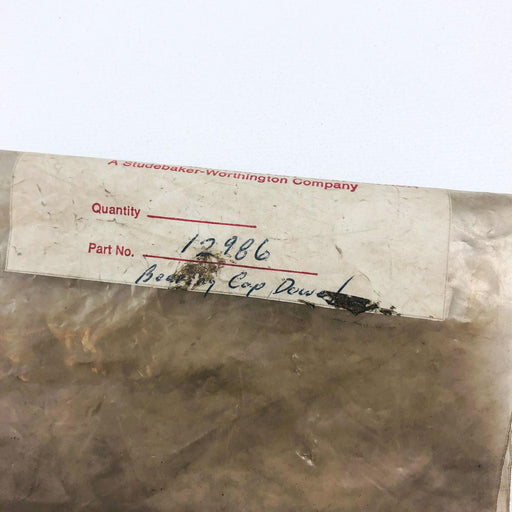 A Studebaker-Worthington Company
Quantity
Part No. 12986
Bearing Cap Dowel